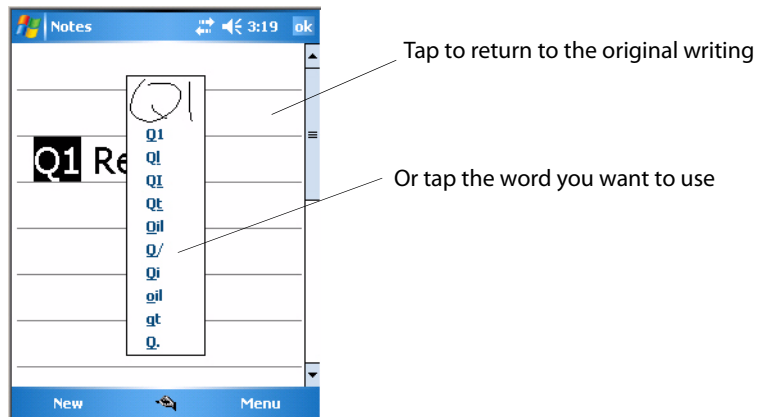 Notes 3:19 ok
Tap to return to the original writing
Q1
Q1
Ql
QI
Qt
Oil
Q/
Qi
oil
qt
Q.
Q1 Re
Or tap the word you want to use
New Menu